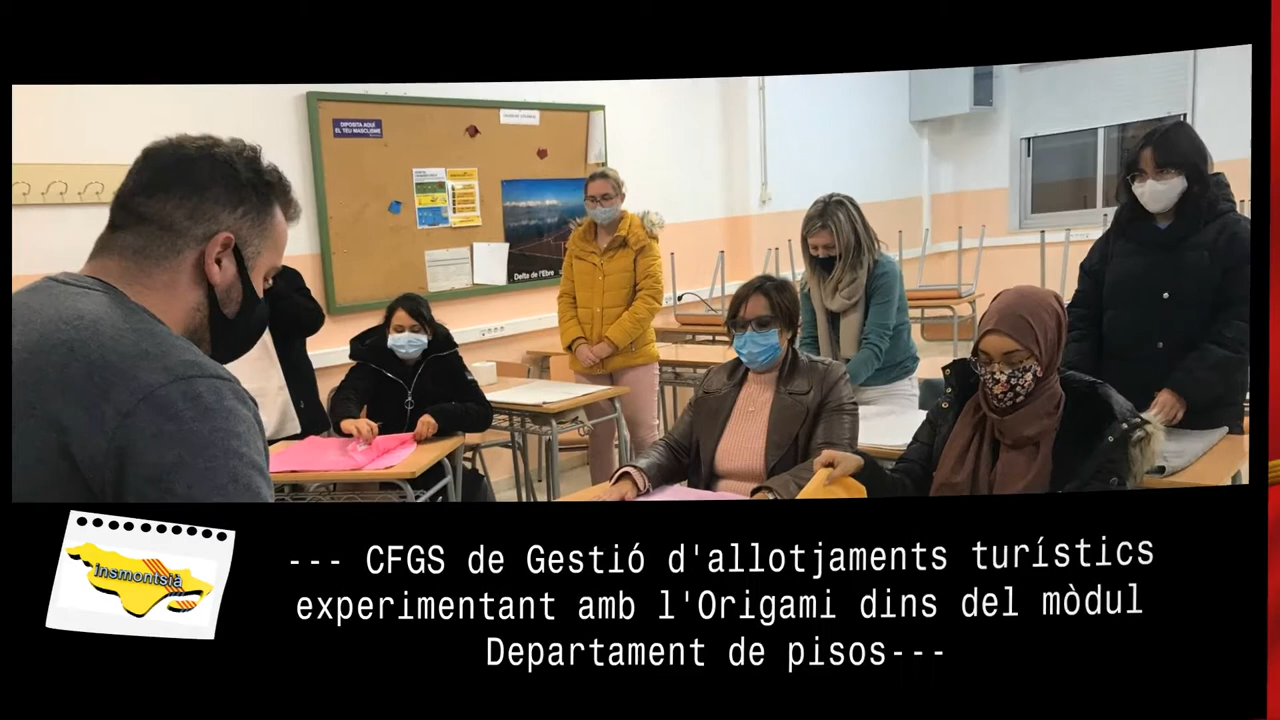 DIPOSITA AQUÍ
EL TEU MASCLISME
Delta de l'Ebre
insmontsià
--- CFGS de Gestió d'allotjaments turístics
experimentant amb l'Origami dins del mòdul
Departament de pisos---